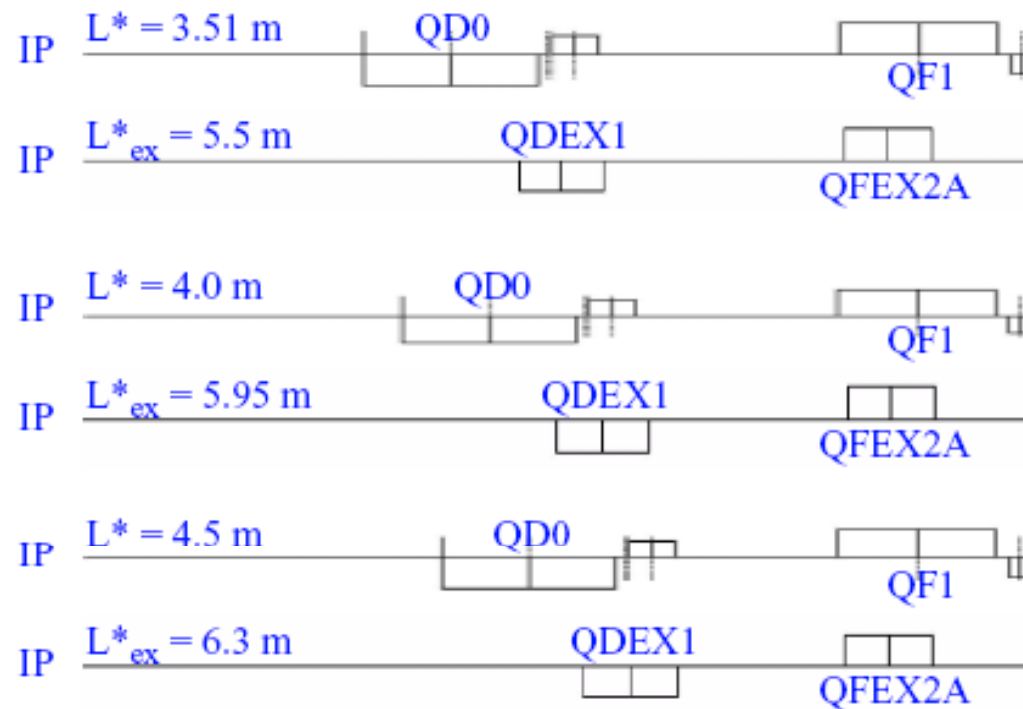 IP L* = 3.51 m QD0
QF1
IP L*ex = 5.5 m QDEX1
QFEX2A
IP L* = 4.0 m QD0
QF1
IP L*ex = 5.95 m QDEX1
QFEX2A
IP L* = 4.5 m QD0
QF1
IP L*ex = 6.3 m QDEX1
QFEX2A